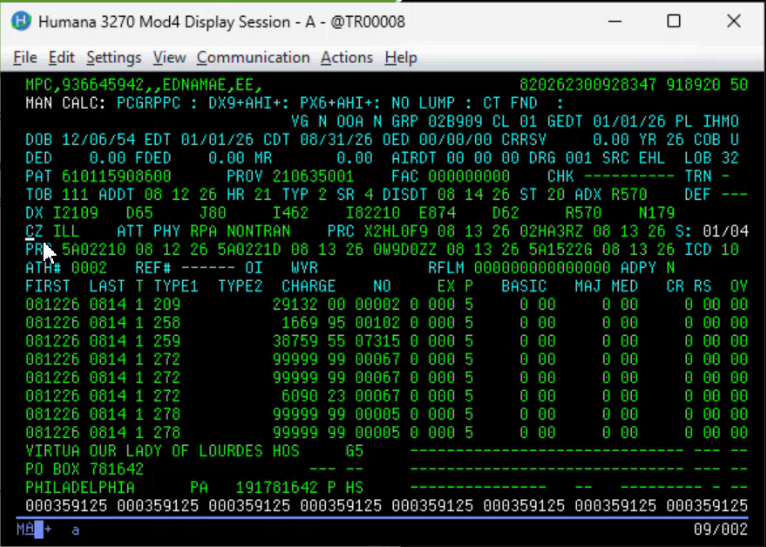 Humana 3270 Mod4 Display Session - A - @TR00008
File Edit Settings View Communication Actions Help
MPC,936645942,,EDNAMAE,EE, 820262300928347 918920 50
MAN CALC: PCGRPPC : DX9+AHI+: PX6+AHI+: NO LUMP : CT FND :
VG N OOA N GRP 02B909 CL 01 GEDT 01/01/26 PL IHMO
DOB 12/06/54 EDT 01/01/26 CDT 08/31/26 OED 00/00/00 CRRSV 0.00 YR 26 COB U
DED 0.00 FDED 0.00 MR 0.00 AIRDT 00 00 00 DRG 001 SRC EHL LOB 32
PAT 610115908600 PROV 210635001 FAC 000000000 CHK ---------- TRN -
TOB 111 ADDT 08 12 26 HR 21 TYP 2 SR 4 DISDT 08 14 26 ST 20 ADX R570 DEF ---
DX I2109 D65 J80 I462 I82210 E874 D62 R570 N179
CZ ILL ATT PHY RPA NONTRAN PRC X2HL0F9 08 13 26 02HA3RZ 08 13 26 S: 01/04
PRC 5A02210 08 12 26 5A0221D 08 13 26 0W9D0ZZ 08 13 26 5A1522G 08 13 26 ICD 10
ATH# 0002 REF# ------ OI WVR RFLM 00000000000000 ADPY N
FIRST LAST T TYPE1 TYPE2 CHARGE NO EX P BASIC MAJ MED CR RS OV
081226 0814 1 209 29132 00 00002 0 000 5 0 00 0 00 0 00 00
081226 0814 1 258 1669 95 00102 0 000 5 0 00 0 00 0 00 00
081226 0814 1 259 38759 55 07315 0 000 5 0 00 0 00 0 00 00
081226 0814 1 272 99999 99 00067 0 000 5 0 00 0 00 0 00 00
081226 0814 1 272 99999 99 00067 0 000 5 0 00 0 00 0 00 00
081226 0814 1 272 6090 23 00067 0 000 5 0 00 0 00 0 00 00
081226 0814 1 278 99999 99 00005 0 000 5 0 00 0 00 0 00 00
081226 0814 1 278 99999 99 00005 0 000 5 0 00 0 00 0 00 00
VIRTUA OUR LADY OF LOURDES HOS G5 ------------------------------- --- --
PO BOX 781642 --- -- ------------------------------- --- --
PHILADELPHIA PA 191781642 P HS --------------- -- --------- --- --
000359125 000359125 000359125 000359125 000359125 000359125 000359125 000359125
MA + a 09/002